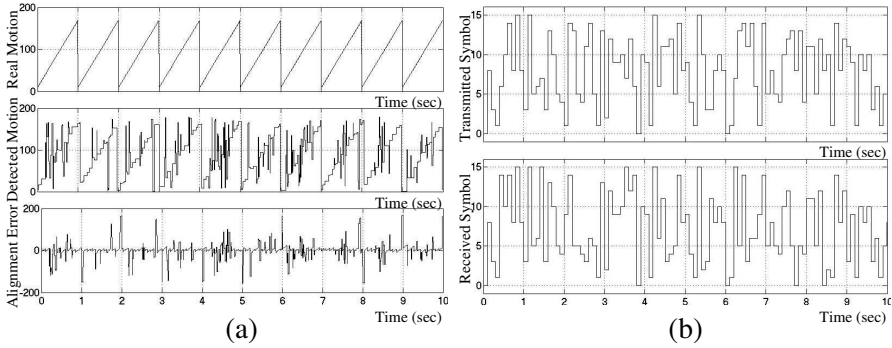 Real Motion
200
100
0
Time (sec)
Detected Motion
200
100
0
Time (sec)
Alignment Error
200
0
-200
0 1 2 3 4 5 6 7 8 9 10
Time (sec)
(a)
Transmitted Symbol
15
10
5
0
Time (sec)
Received Symbol
15
10
5
0
0 1 2 3 4 5 6 7 8 9 10
Time (sec)
(b)